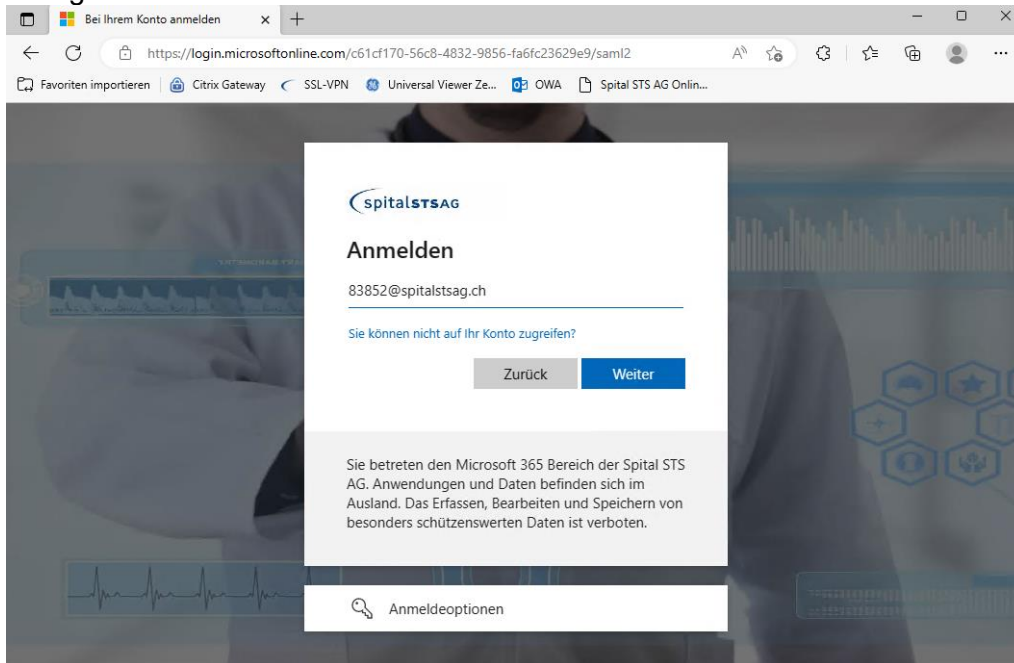 Bei Ihrem Konto anmelden
https://login.microsoftonline.com/c61cf170-56c8-4832-9856-fa6fc23629e9/saml2
Favoriten importieren Citrix Gateway SSL-VPN Universal Viewer Ze... OWA Spital STS AG Onlin...
spitalSTSAG
Anmelden
83852@spitalstsag.ch
Sie können nicht auf Ihr Konto zugreifen?
Zurück Weiter
Sie betreten den Microsoft 365 Bereich der Spital STS
AG. Anwendungen und Daten befinden sich im
Ausland. Das Erfassen, Bearbeiten und Speichern von
besonders schützenswerten Daten ist verboten.
Anmeldeoptionen